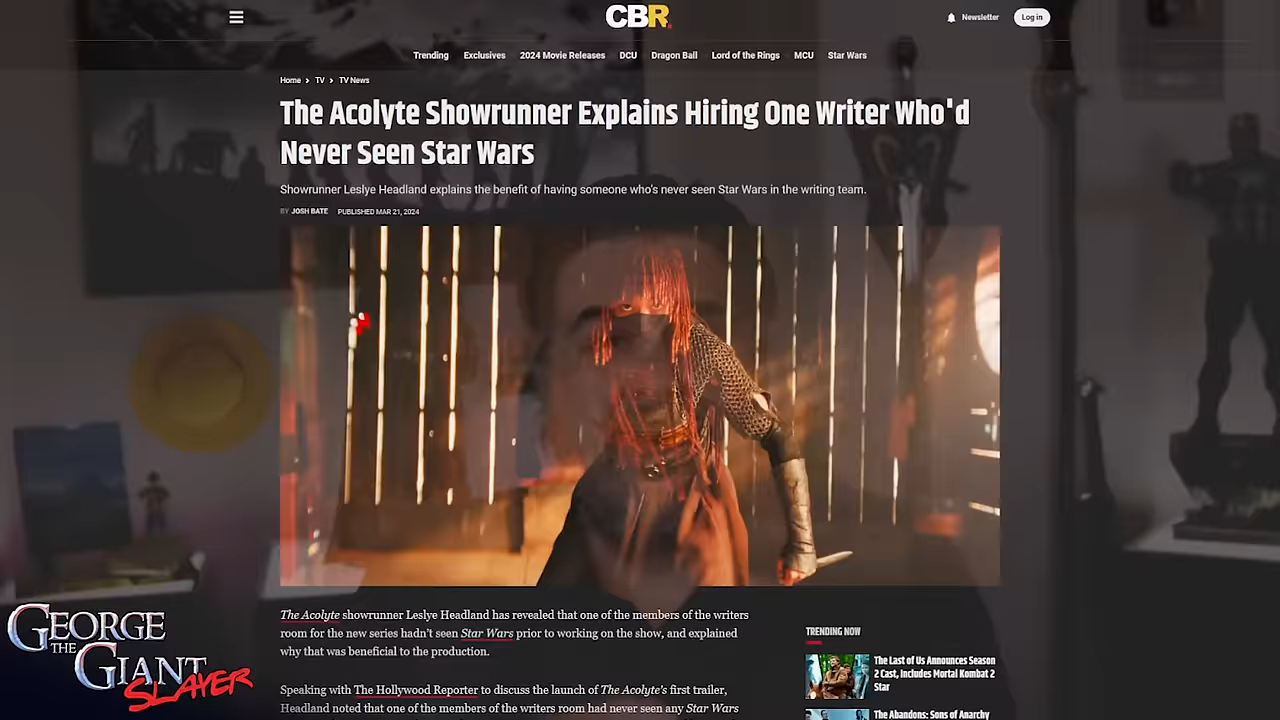 CBR
Newsletter
Log in
Trending
Exclusives
2024 Movie Releases
DCU
Dragon Ball
Lord of the Rings
MCU
Star Wars
Home > TV > TV News
The Acolyte Showrunner Explains Hiring One Writer Who'd
Never Seen Star Wars
Showrunner Leslye Headland explains the benefit of having someone who's never seen Star Wars in the writing team.
BY JOSH BATE PUBLISHED MAR 21, 2024
The Acolyte showrunner Leslye Headland has revealed that one of the members of the writers
room for the new series hadn't seen Star Wars prior to working on the show, and explained
why that was beneficial to the production.
Speaking with The Hollywood Reporter to discuss the launch of The Acolyte's first trailer,
Headland noted that one of the members of the writers room had never seen any Star Wars
TRENDING NOW
The Last of Us Announces Season
2 Cast, Includes Mortal Kombat 2
Star
The Abandons: Sons of Anarchy
GEORGE
THE
GIANT
SLAYER